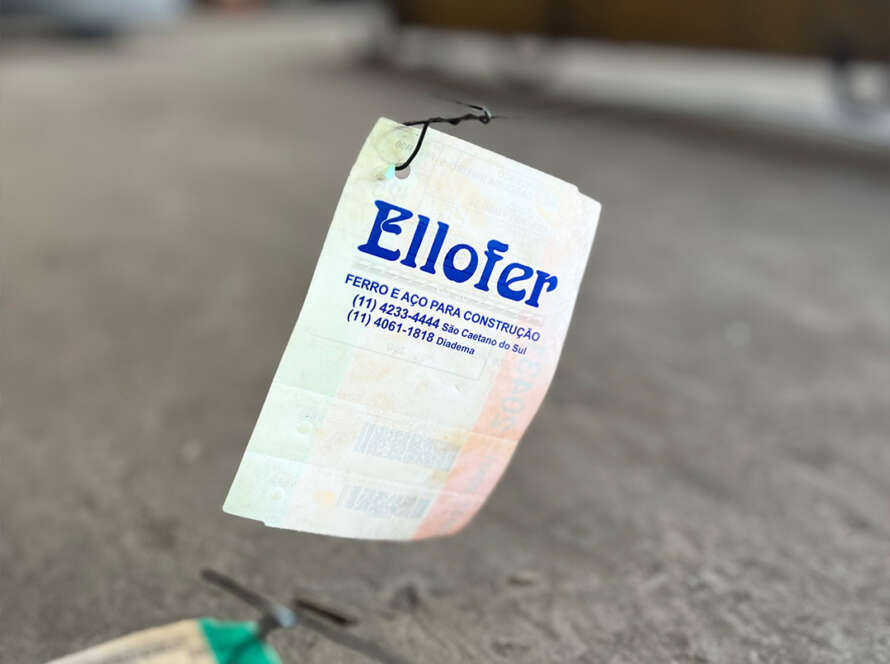 Ellofer
FERRO E AÇO PARA CONSTRUÇÃO
(11) 4233-4444 São Caetano do Sul
(11) 4061-1818 Diadema